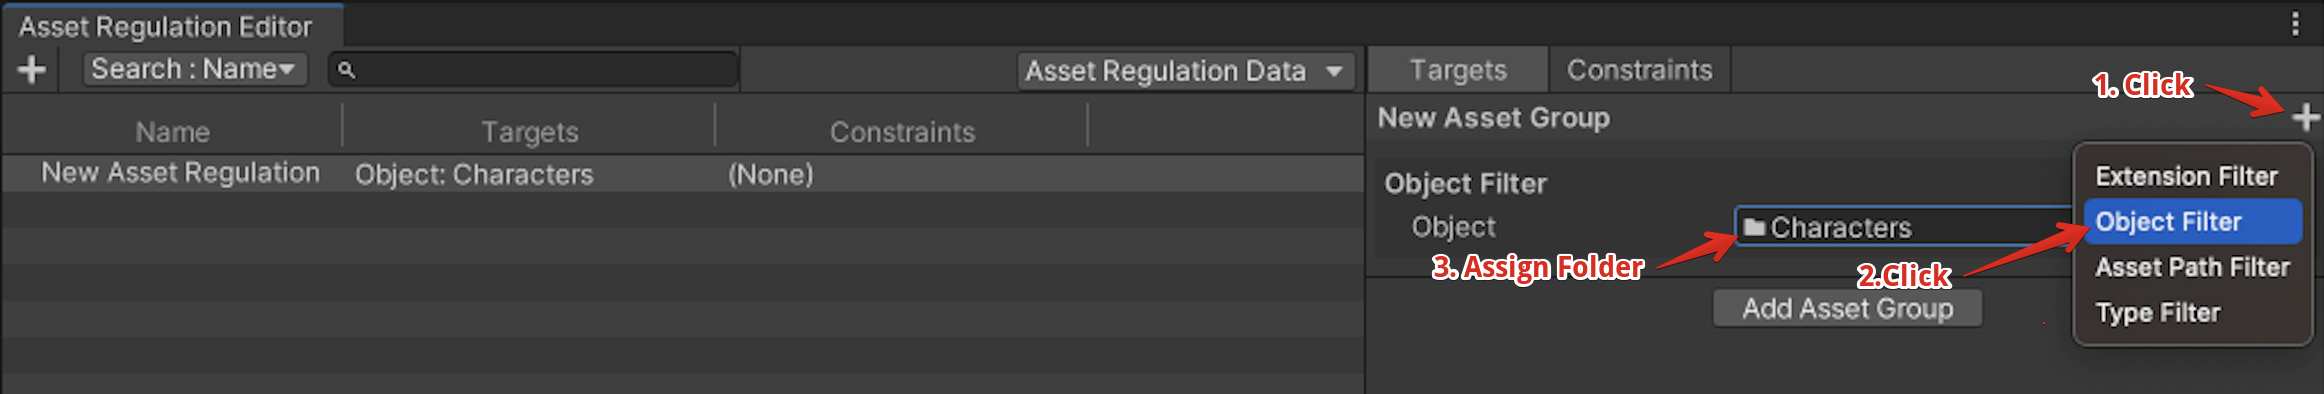 Asset Regulation Editor
Search : Name
Asset Regulation Data
Targets
Constraints
1. Click
Name
Targets
Constraints
New Asset Group
New Asset Regulation
Object: Characters
(None)
Object Filter
Object
Characters
3. Assign Folder
2.Click
Add Asset Group
Extension Filter
Object Filter
Asset Path Filter
Type Filter